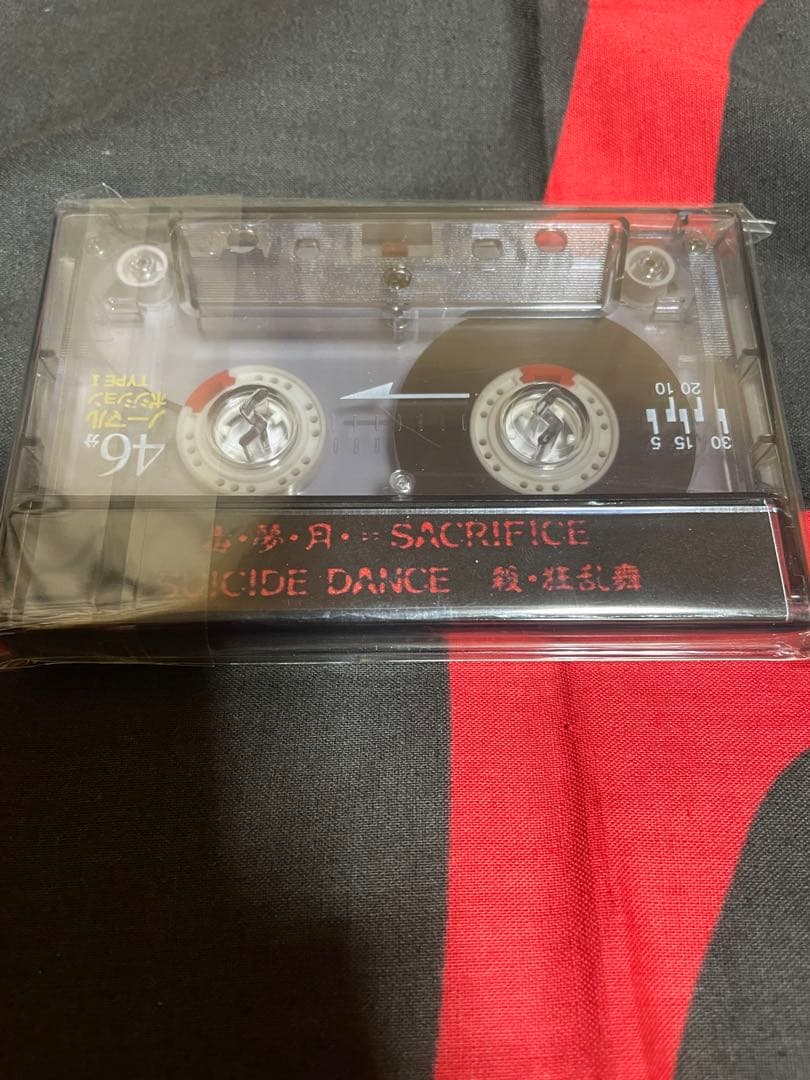 46分
ノーマル
ポジション
TYPE I
30 15 5
20 10
・夢・月・= SACRIFICE
SUICIDE DANCE 殺・狂乱舞